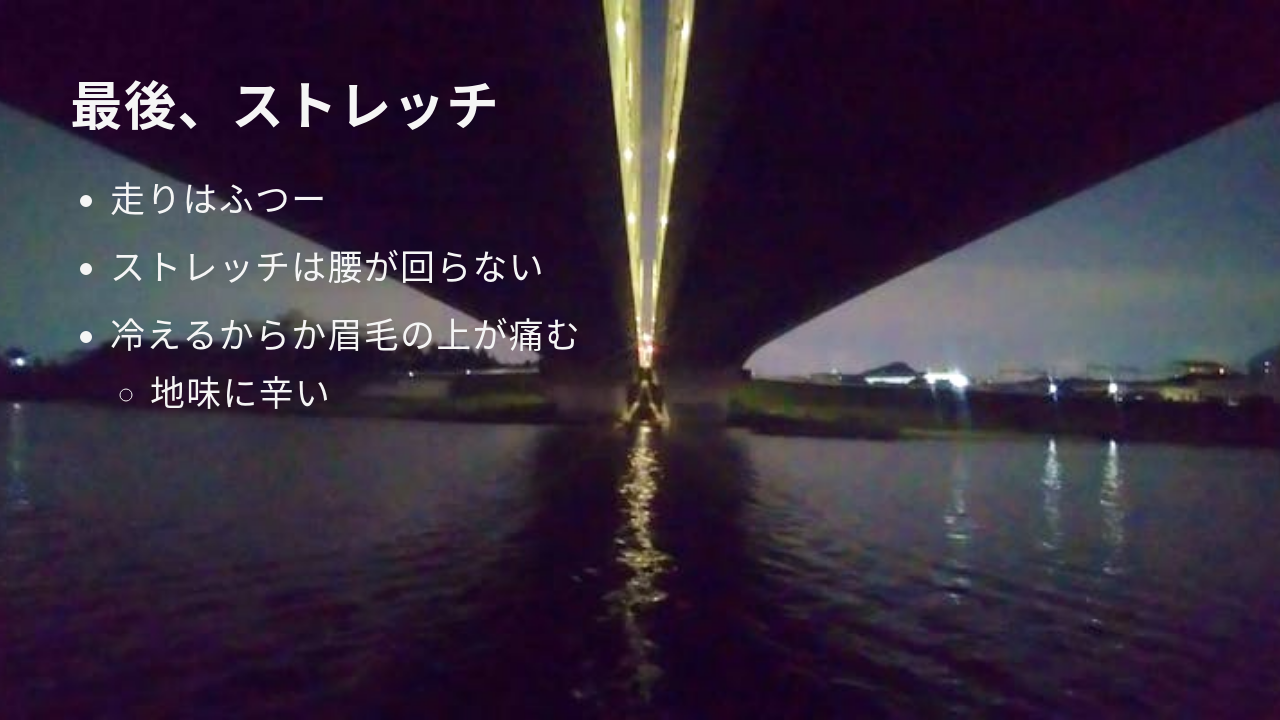 最後、ストレッチ
走りはふつー
ストレッチは腰が回らない
冷えるからか眉毛の上が痛む
地味に辛い